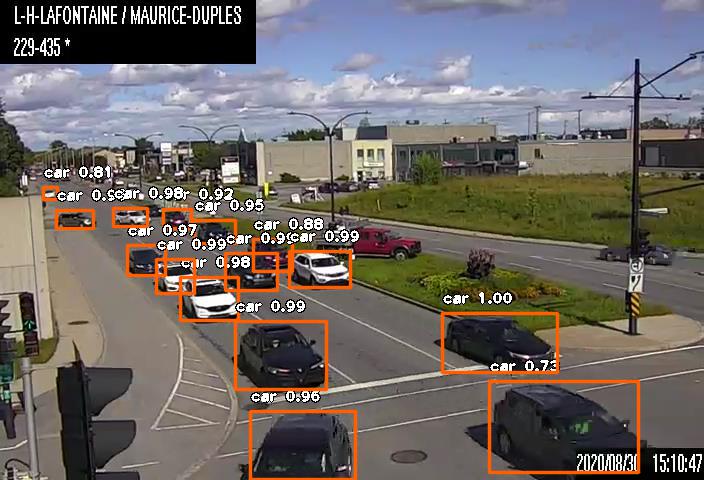 L-H-LAFONTAINE / MAURICE-DUPLES
229-435 *
car 0.81
car 0.98
car 0.92
car 0.95
car 0.97
car 0.88
car 0.99
car 0.99
car 0.98
car 0.99
car 1.00
car 0.73
car 0.96
2020/08/30 15:10:47